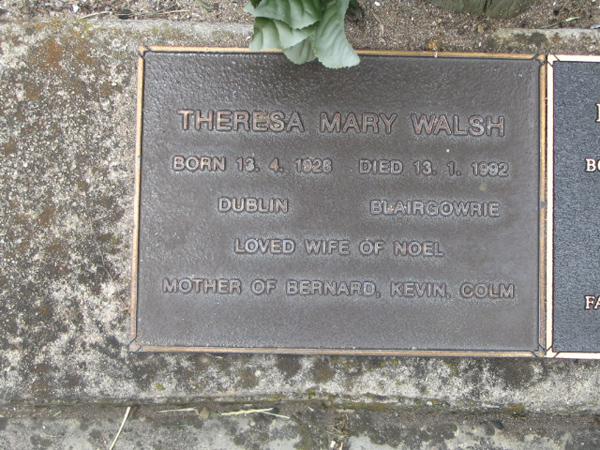 THERESA MARY WALSH
BORN 13. 4. 1926 DIED 13. 1. 1992
DUBLIN BLAIRGOWRIE
LOVED WIFE OF NOEL
MOTHER OF BERNARD, KEVIN, COLM